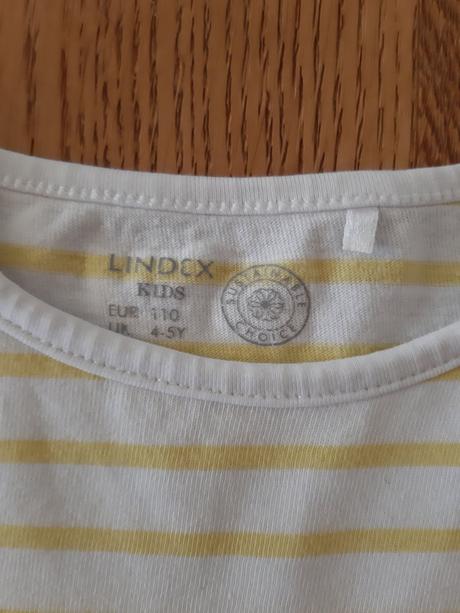 LINDEX
KIDS
EUR 110
UK 4-5Y
SUSTAINABLE
CHOICE